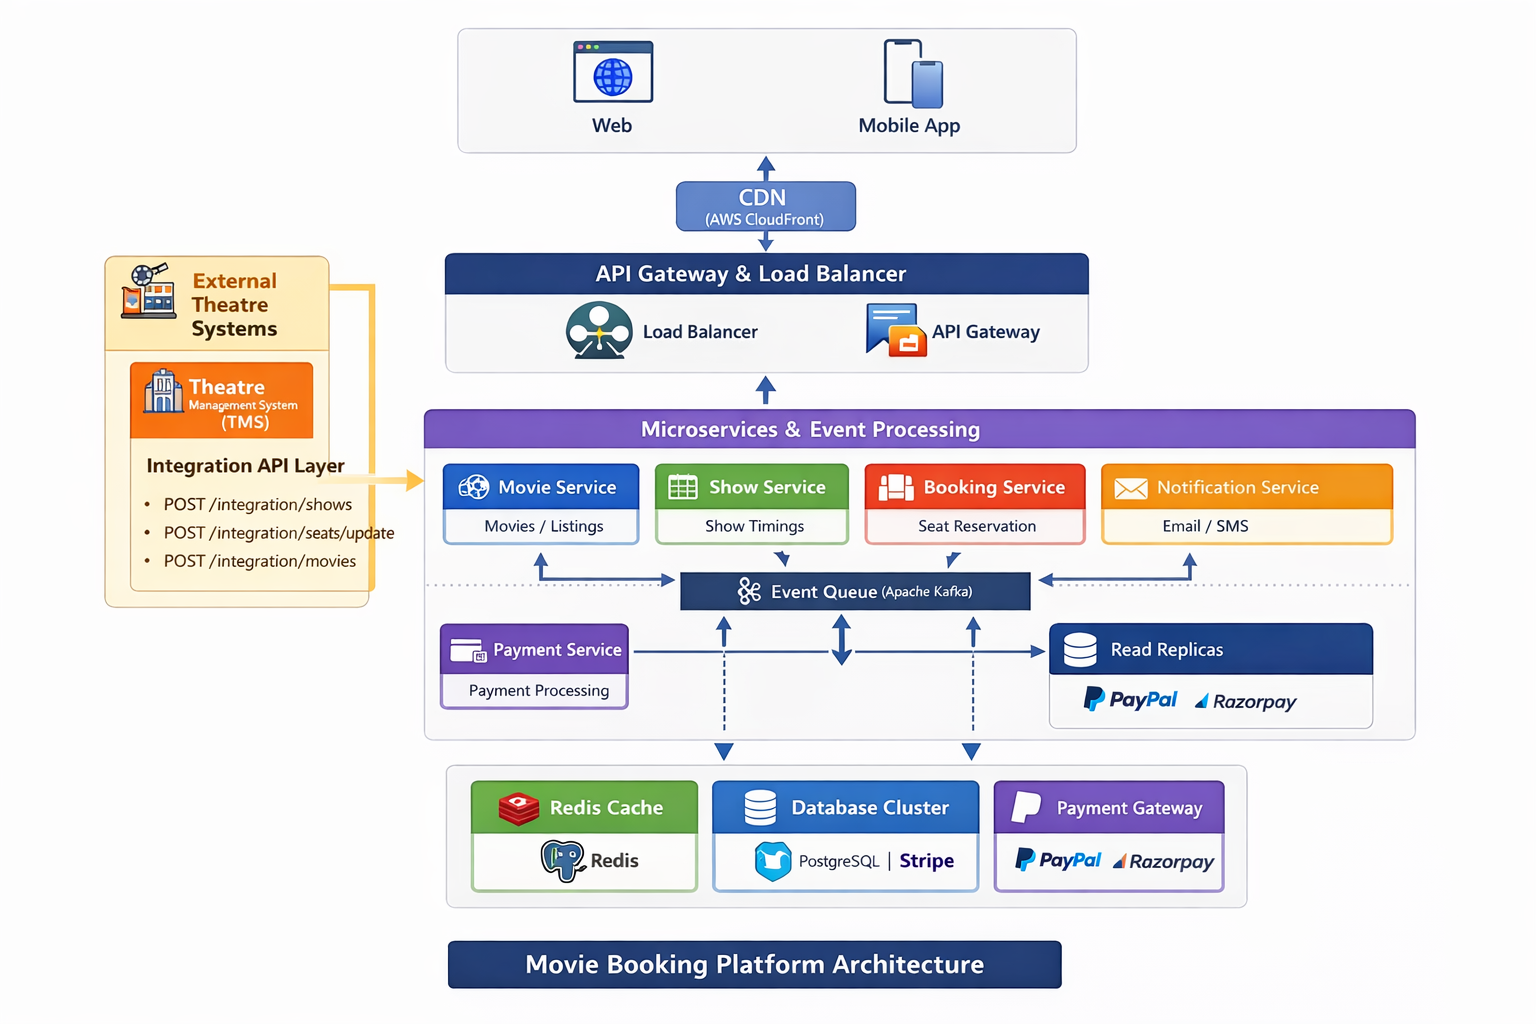 Web
Mobile App
CDN
(AWS CloudFront)
API Gateway & Load Balancer
Load Balancer
API Gateway
External
Theatre
Systems
Theatre
Management System
(TMS)
Integration API Layer
• POST /integration/shows
• POST /integration/seats/update
• POST /integration/movies
Microservices & Event Processing
Movie Service
Movies / Listings
Show Service
Show Timings
Booking Service
Seat Reservation
Notification Service
Email / SMS
Event Queue (Apache Kafka)
Payment Service
Payment Processing
Read Replicas
PayPal Razorpay
Redis Cache
Redis
Database Cluster
PostgreSQL | Stripe
Payment Gateway
PayPal Razorpay
Movie Booking Platform Architecture